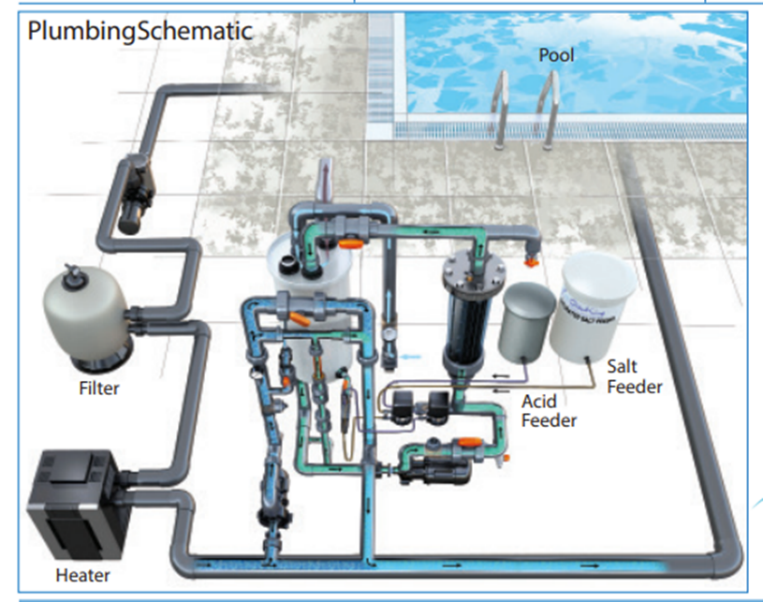 PlumbingSchematic
Pool
Filter
Salt
Feeder
Acid
Feeder
Heater